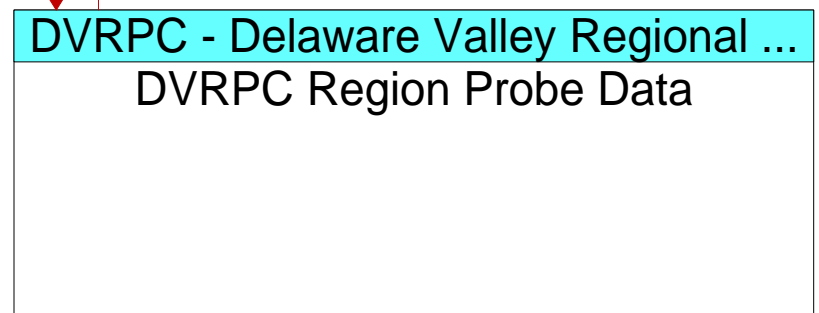 DVRPC - Delaware Valley Regional ...
DVRPC Region Probe Data